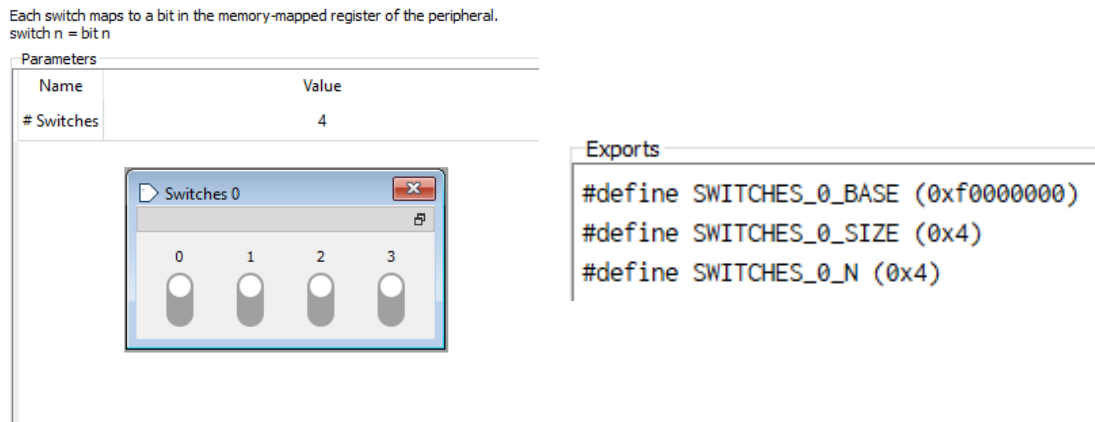 Each switch maps to a bit in the memory-mapped register of the peripheral.
switch n = bit n
Parameters
Name Value
# Switches 4
Switches 0
0 1 2 3
Exports
#define SWITCHES_0_BASE (0xf0000000)
#define SWITCHES_0_SIZE (0x4)
#define SWITCHES_0_N (0x4)